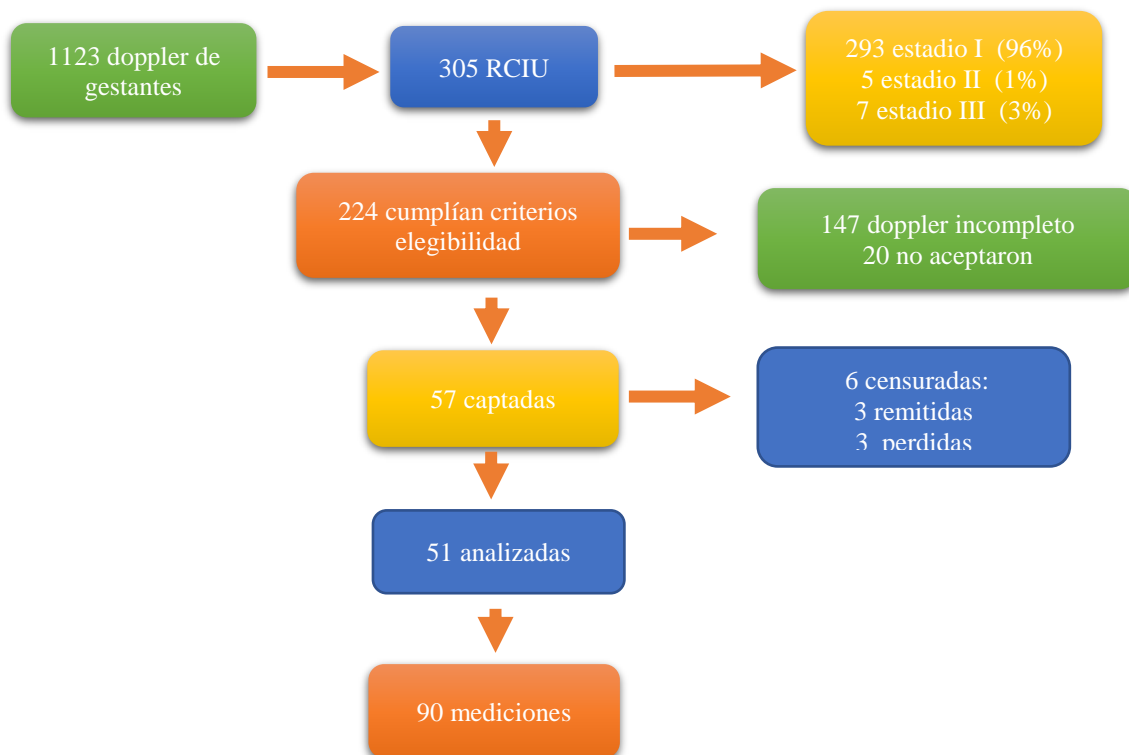 1123 doppler de
gestantes
305 RCIU
293 estadio I (96%)
5 estadio II (1%)
7 estadio III (3%)
224 cumplían criterios
elegibilidad
147 doppler incompleto
20 no aceptaron
57 captadas
6 censuradas:
3 remitidas
3 perdidas
51 analizadas
90 mediciones